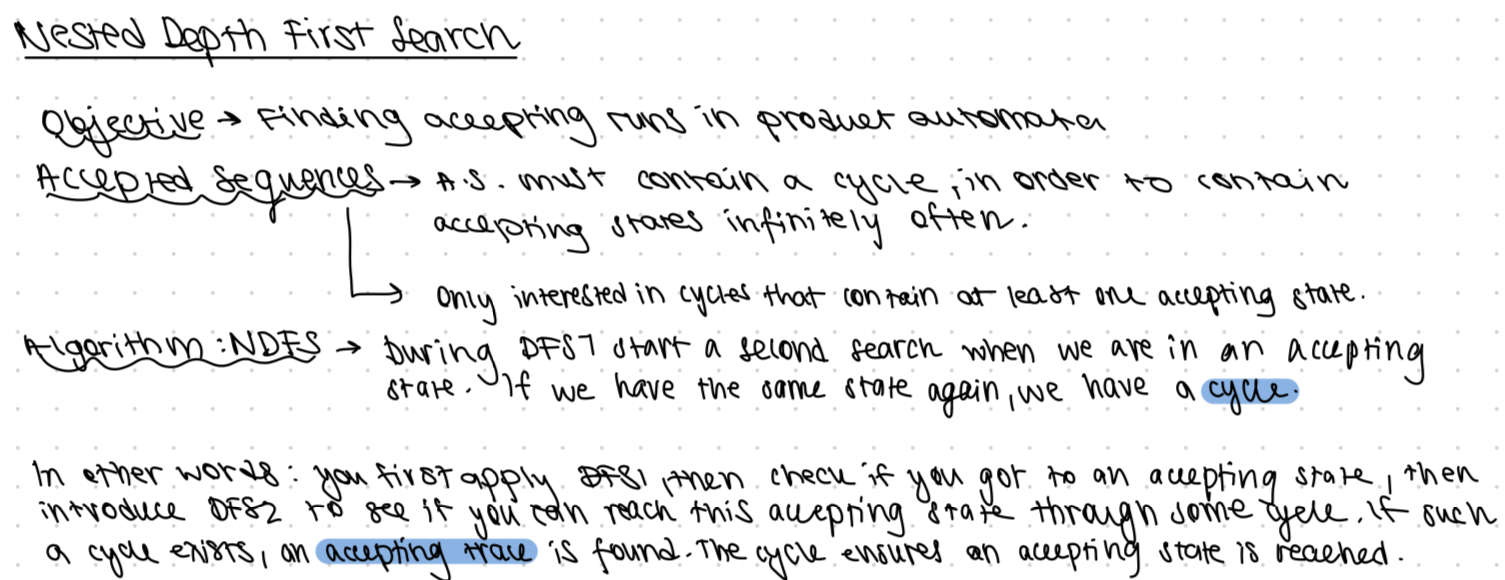 Nested Depth First Search
Objective → Finding accepting runs in product automata
Accepted Sequences → A.S. must contain a cycle, in order to contain
accepting states infinitely often.
→ Only interested in cycles that contain at least one accepting state.
Algorithm: NDFS → During DFS1 start a second search when we are in an accepting
state. If we have the same state again, we have a cycle.
In other words: you first apply DFS1, then check if you got to an accepting state, then
introduce DFS2 to see if you can reach this accepting state through some cycle. If such
a cycle exists, an accepting trace is found. The cycle ensures an accepting state is reached.